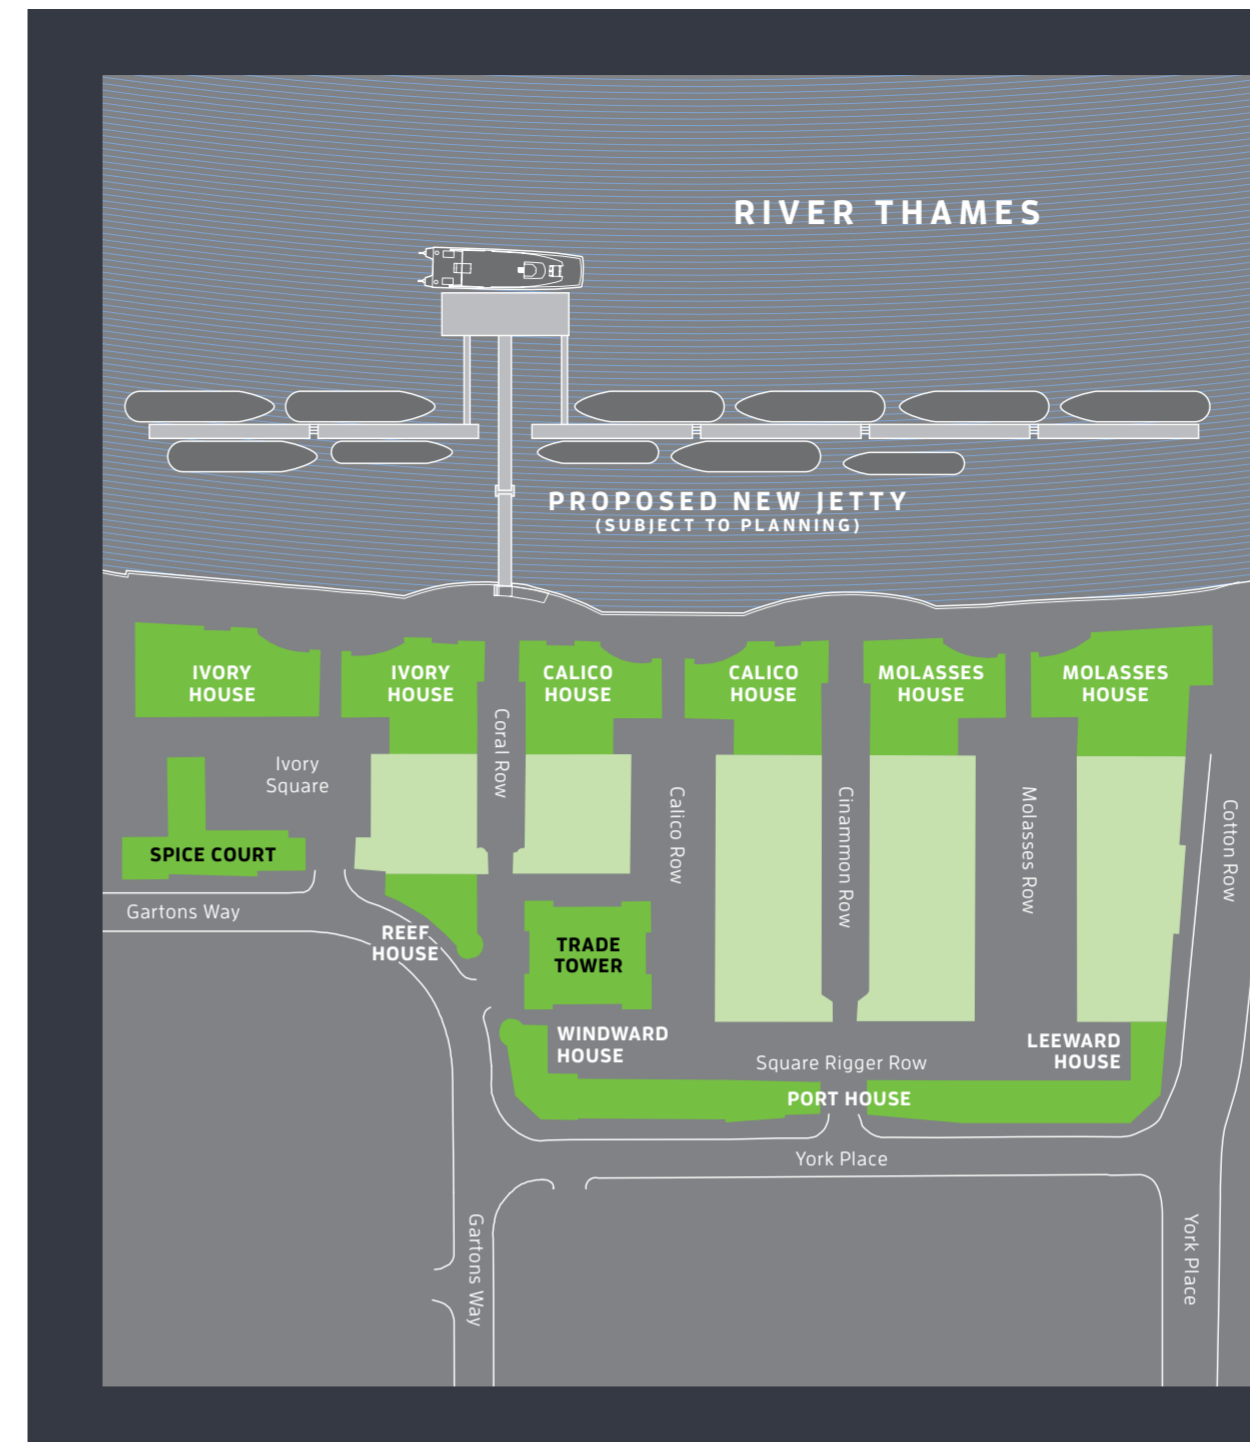 RIVER THAMES
PROPOSED NEW JETTY
(SUBJECT TO PLANNING)
IVORY
HOUSE
IVORY
HOUSE
CALICO
HOUSE
CALICO
HOUSE
MOLASSES
HOUSE
MOLASSES
HOUSE
Coral Row
Ivory
Square
Calico Row
Cinammon Row
Molasses Row
Cotton Row
SPICE COURT
Gartons Way
REEF
HOUSE
TRADE
TOWER
WINDWARD
HOUSE
LEEWARD
HOUSE
Square Rigger Row
PORT HOUSE
York Place
Gartons Way
York Place